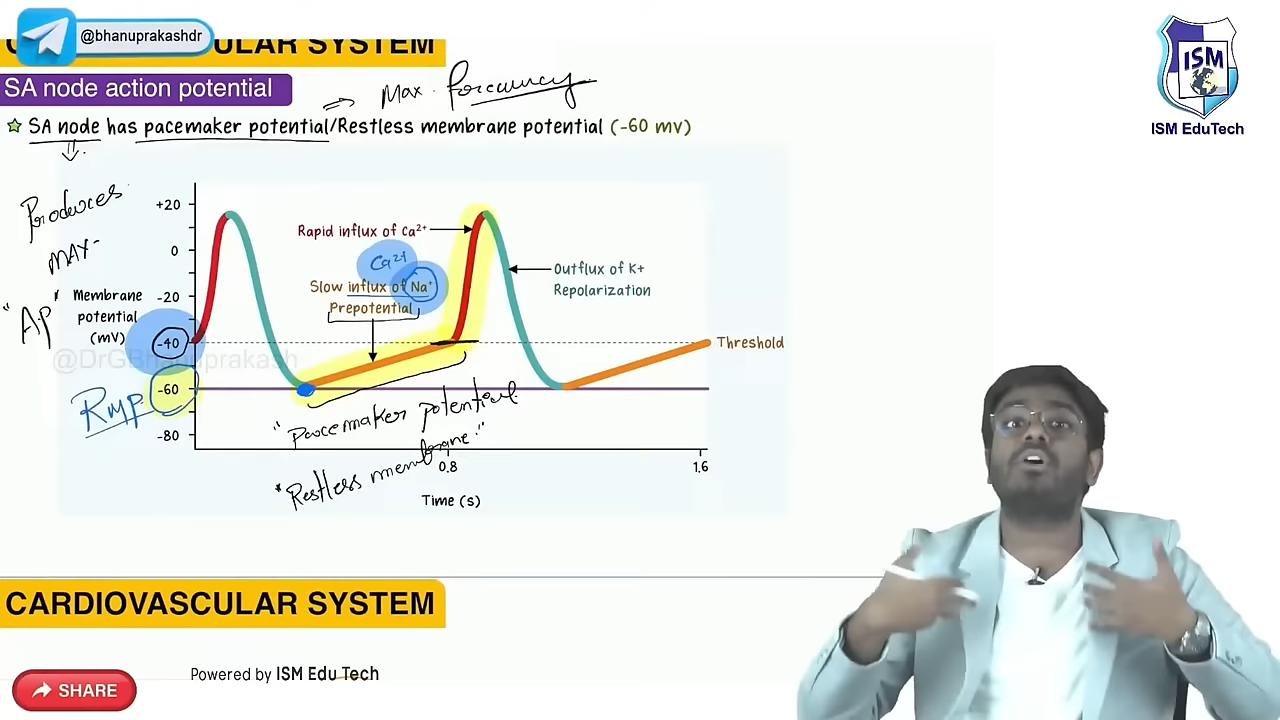 @bhanuprakashdr
ULAR SYSTEM
ISM
ISM EduTech
SA node action potential
Max. frequency
SA node has pacemaker potential/Restless membrane potential (-60 mv)
Produces
MAX-
"AP"
+20
0
-20
-40
-60
-80
Membrane
potential
(mV)
Rapid influx of Ca²⁺
Ca2+
Slow influx of Na⁺
Prepotential
Outflux of K+
Repolarization
Threshold
@DrGBhanuprakash
Rmp
"Pacemaker potential
"Restless membrane."
0.8
1.6
Time (s)
CARDIOVASCULAR SYSTEM
Powered by ISM Edu Tech
SHARE